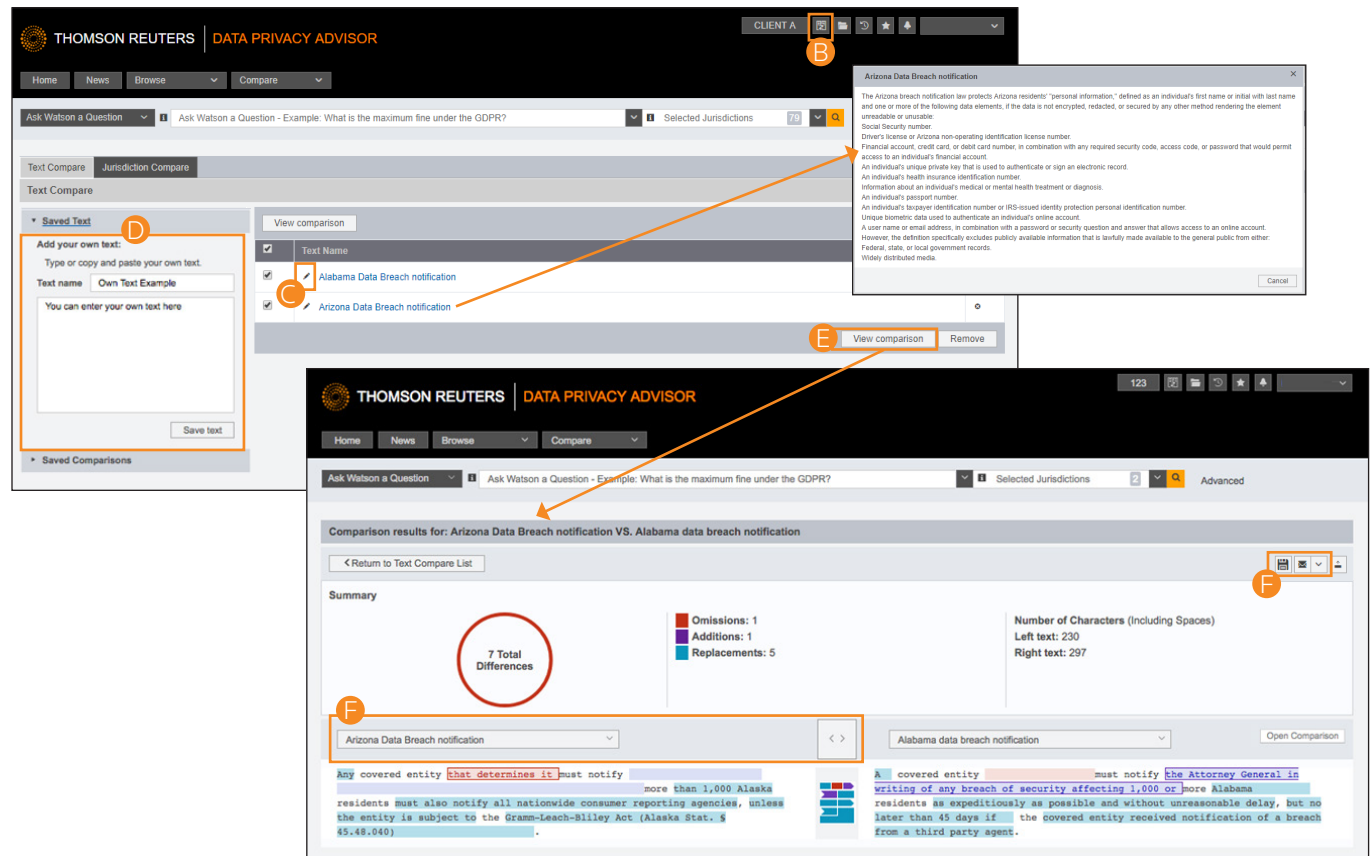 THOMSON REUTERS DATA PRIVACY ADVISOR
CLIENT A
B
Home News Browse Compare
Ask Watson a Question Ask Watson a Question - Example: What is the maximum fine under the GDPR? Selected Jurisdictions 79
Text Compare Jurisdiction Compare
Text Compare
Saved Text
D
Add your own text:
Type or copy and paste your own text.
Text name Own Text Example
You can enter your own text here
Save text
Saved Comparisons
View comparison
Text Name
Alabama Data Breach notification
C
Arizona Data Breach notification
E
View comparison Remove
Arizona Data Breach notification
The Arizona breach notification law protects Arizona residents' "personal information," defined as an individual's first name or initial with last name
and one or more of the following data elements, if the data is not encrypted, redacted, or secured by any other method rendering the element
unreadable or unusable:
Social Security number.
Driver's license or Arizona non-operating identification license number.
Financial account, credit card, or debit card number, in combination with any required security code, access code, or password that would permit
access to an individual's financial account.
An individual's unique private key that is used to authenticate or sign an electronic record.
An individual's health insurance identification number.
Information about an individual's medical or mental health treatment or diagnosis.
An individual's passport number.
An individual's taxpayer identification number or IRS-issued identity protection personal identification number.
Unique biometric data used to authenticate an individual's online account.
A user name or email address, in combination with a password or security question and answer that allows access to an online account.
However, the definition specifically excludes publicly available information that is lawfully made available to the general public from either:
Federal, state, or local government records.
Widely distributed media.
Cancel
THOMSON REUTERS DATA PRIVACY ADVISOR
123
Home News Browse Compare
Ask Watson a Question Ask Watson a Question - Example: What is the maximum fine under the GDPR? Selected Jurisdictions 2 Advanced
Comparison results for: Arizona Data Breach notification VS. Alabama data breach notification
Return to Text Compare List
F
Summary
7 Total
Differences
Omissions: 1
Additions: 1
Replacements: 5
Number of Characters (Including Spaces)
Left text: 230
Right text: 297
F
Arizona Data Breach notification
Alabama data breach notification
Open Comparison
Any covered entity that determines it must notify
more than 1,000 Alaska
residents must also notify all nationwide consumer reporting agencies, unless
the entity is subject to the Gramm-Leach-Bliley Act (Alaska Stat. §
45.48.040) .
A covered entity must notify the Attorney General in
writing of any breach of security affecting 1,000 or more Alabama
residents as expeditiously as possible and without unreasonable delay, but no
later than 45 days if the covered entity received notification of a breach
from a third party agent.